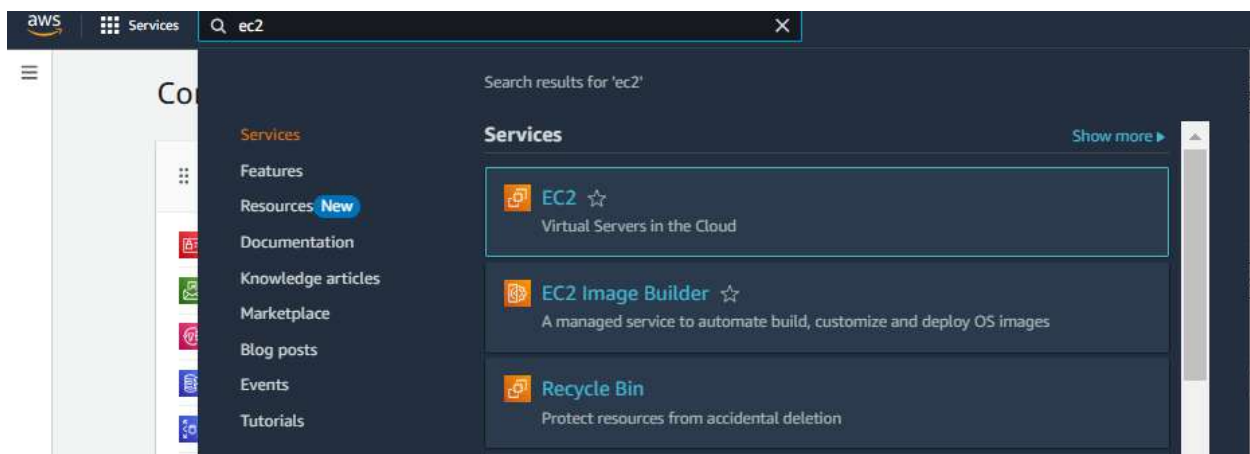 aws
Services
ec2
Search results for 'ec2'
Services
Features
Resources New
Documentation
Knowledge articles
Marketplace
Blog posts
Events
Tutorials
Services
Show more
EC2
Virtual Servers in the Cloud
EC2 Image Builder
A managed service to automate build, customize and deploy OS images
Recycle Bin
Protect resources from accidental deletion